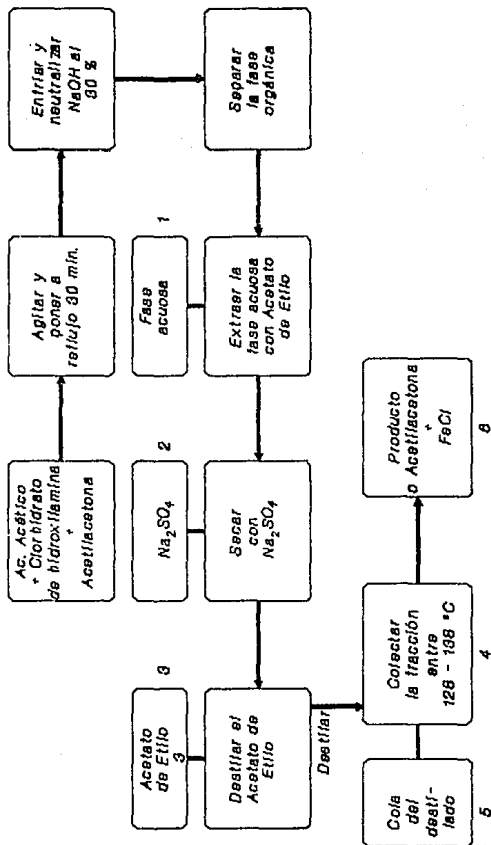 Ac. Acético
+ Clorhidrato
de hidroxilamina
+
Acetilacetona
Agitar y
poner a
reflujo 30 min.
Enfriar y
neutralizar
NaOH al
30 %
Separar
la fase
orgánica
Fase
acuosa
1
Extraer la
fase acuosa
con Acetato
de Etilo
Na₂SO₄
2
Secar
con
Na₂SO₄
Acetato
de Etilo
3
3
Destilar el
Acetato de
Etilo
Destilar
Colectar
la fracción
entre
128 - 138 °C
4
Cola
del
desti-
lado
5
Producto
o Acetilacetona
+
FeCl
6